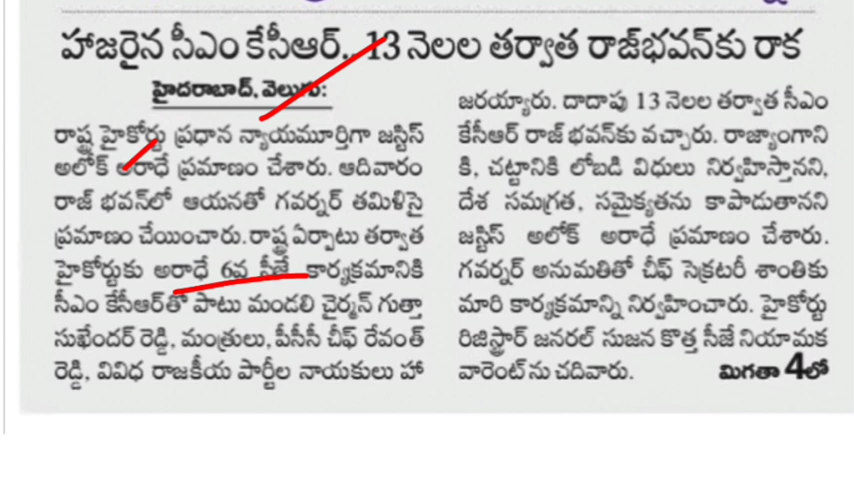 హాజరైన సీఎం కేసీఆర్.. 13 నెలల తర్వాత రాజ్‌భవన్‌కు రాక
హైదరాబాద్, వెలుగు:
రాష్ట్ర హైకోర్టు ప్రధాన న్యాయమూర్తిగా జస్టిస్
అలోక్ అరాధే ప్రమాణం చేశారు. ఆదివారం
రాజ్ భవన్‌లో ఆయనతో గవర్నర్ తమిళిసై
ప్రమాణం చేయించారు. రాష్ట్ర ఏర్పాటు తర్వాత
హైకోర్టుకు అరాధే 6వ సీజే. కార్యక్రమానికి
సీఎం కేసీఆర్‌తో పాటు మండలి చైర్మన్ గుత్తా
సుఖేందర్ రెడ్డి, మంత్రులు, పీసీసీ చీఫ్ రేవంత్
రెడ్డి, వివిధ రాజకీయ పార్టీల నాయకులు హా
జరయ్యారు. దాదాపు 13 నెలల తర్వాత సీఎం
కేసీఆర్ రాజ్ భవన్‌కు వచ్చారు. రాజ్యాంగాని
కి, చట్టానికి లోబడి విధులు నిర్వహిస్తానని,
దేశ సమగ్రత, సమైక్యతను కాపాడుతానని
జస్టిస్ అలోక్ అరాధే ప్రమాణం చేశారు.
గవర్నర్ అనుమతితో చీఫ్ సెక్రటరీ శాంతికు
మారి కార్యక్రమాన్ని నిర్వహించారు. హైకోర్టు
రిజిస్ట్రార్ జనరల్ సుజన కొత్త సీజే నియామక
వారెంట్‌ను చదివారు.
మిగతా 4లో